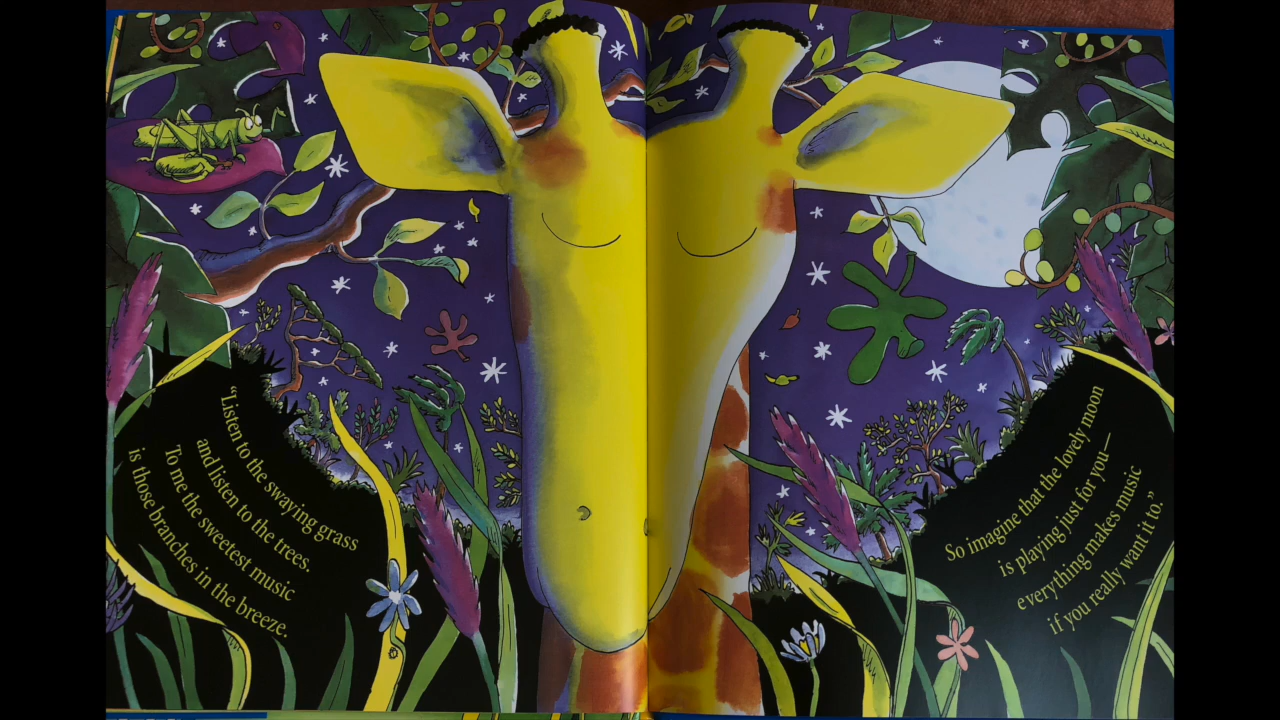 “Listen to the swaying grass
and listen to the trees.
To me the sweetest music
is those branches in the breeze.
So imagine that the lovely moon
is playing just for you—
everything makes music
if you really want it to.”